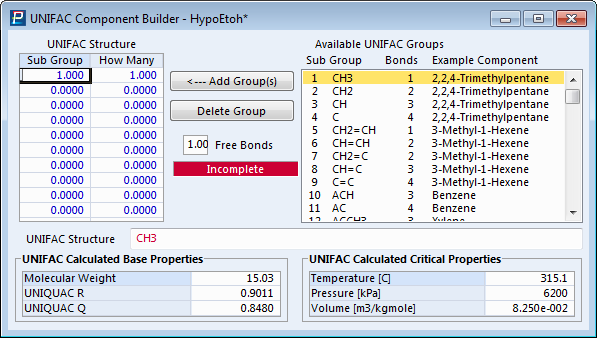 UNIFAC Component Builder - HypoEtoh*
UNIFAC Structure
Sub Group How Many
1.000 1.000
0.0000 0.0000
0.0000 0.0000
0.0000 0.0000
0.0000 0.0000
0.0000 0.0000
0.0000 0.0000
0.0000 0.0000
0.0000 0.0000
0.0000 0.0000
<--- Add Group(s)
Delete Group
1.00 Free Bonds
Incomplete
Available UNIFAC Groups
Sub Group Bonds Example Component
1 CH3 1 2,2,4-Trimethylpentane
2 CH2 2 2,2,4-Trimethylpentane
3 CH 3 2,2,4-Trimethylpentane
4 C 4 2,2,4-Trimethylpentane
5 CH2=CH 1 3-Methyl-1-Hexene
6 CH=CH 2 3-Methyl-1-Hexene
7 CH2=C 2 3-Methyl-1-Hexene
8 CH=C 3 3-Methyl-1-Hexene
9 C=C 4 3-Methyl-1-Hexene
10 ACH 3 Benzene
11 AC 4 Benzene
12 ACCH3 3 Xylene
UNIFAC Structure CH3
UNIFAC Calculated Base Properties
Molecular Weight 15.03
UNIQUAC R 0.9011
UNIQUAC Q 0.8480
UNIFAC Calculated Critical Properties
Temperature [C] 315.1
Pressure [kPa] 6200
Volume [m3/kgmole] 8.250e-002